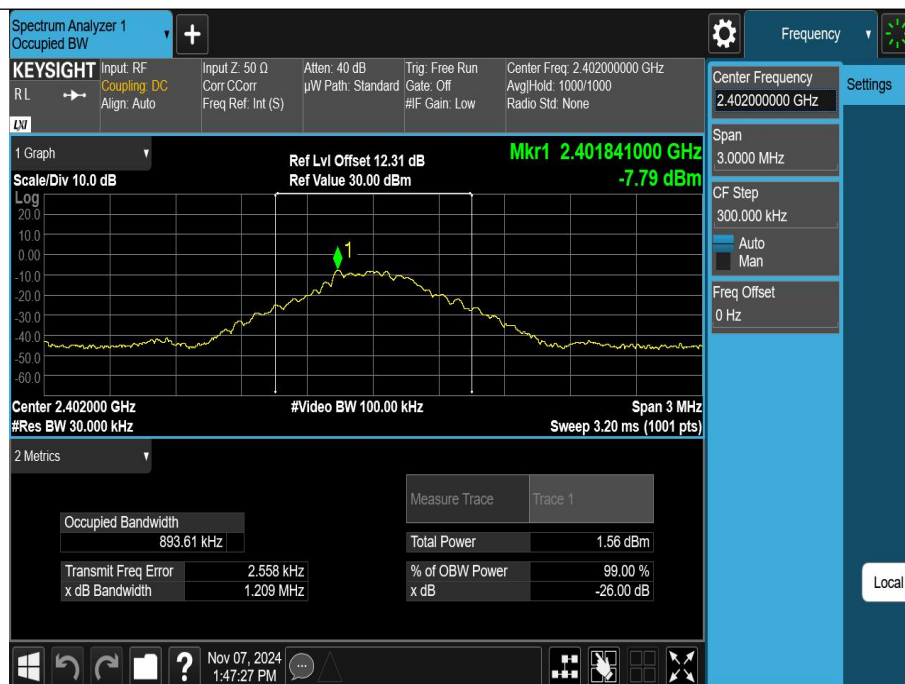 Spectrum Analyzer 1
Occupied BW
Frequency
KEYSIGHT
RL
LXI
Input: RF
Coupling: DC
Align: Auto
Input Z: 50 Ω
Corr CCorr
Freq Ref: Int (S)
Atten: 40 dB
µW Path: Standard
Trig: Free Run
Gate: Off
#IF Gain: Low
Center Freq: 2.402000000 GHz
Avg|Hold: 1000/1000
Radio Std: None
Center Frequency
2.402000000 GHz
Settings
Span
3.0000 MHz
CF Step
300.000 kHz
Auto
Man
Freq Offset
0 Hz
1 Graph
Scale/Div 10.0 dB
Ref Lvl Offset 12.31 dB
Ref Value 30.00 dBm
Mkr1 2.401841000 GHz
-7.79 dBm
Log
20.0
10.0
0.00
-10.0
-20.0
-30.0
-40.0
-50.0
-60.0
1
Center 2.402000 GHz
#Res BW 30.000 kHz
#Video BW 100.00 kHz
Span 3 MHz
Sweep 3.20 ms (1001 pts)
2 Metrics
Measure Trace Trace 1
Occupied Bandwidth
893.61 kHz
Total Power 1.56 dBm
Transmit Freq Error 2.558 kHz
x dB Bandwidth 1.209 MHz
% of OBW Power 99.00 %
x dB -26.00 dB
Local
?
Nov 07, 2024
1:47:27 PM